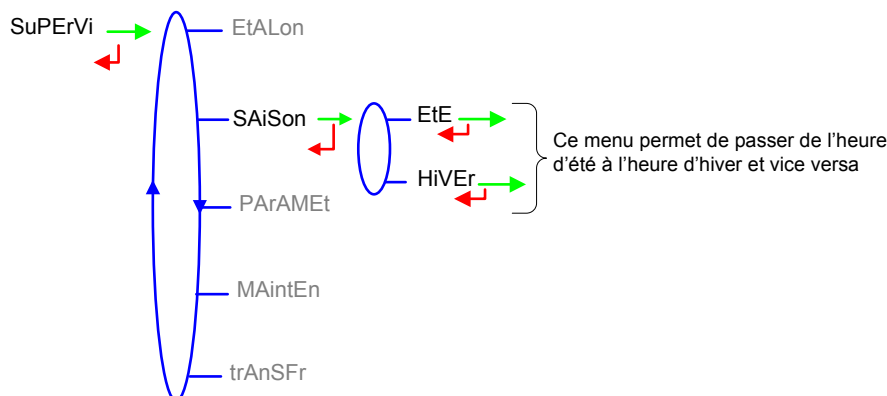 SuPErVi
EtALon
SAiSon
EtE
HiVEr
Ce menu permet de passer de l’heure
d’été à l’heure d’hiver et vice versa
PArAMEt
MAintEn
trAnSFr